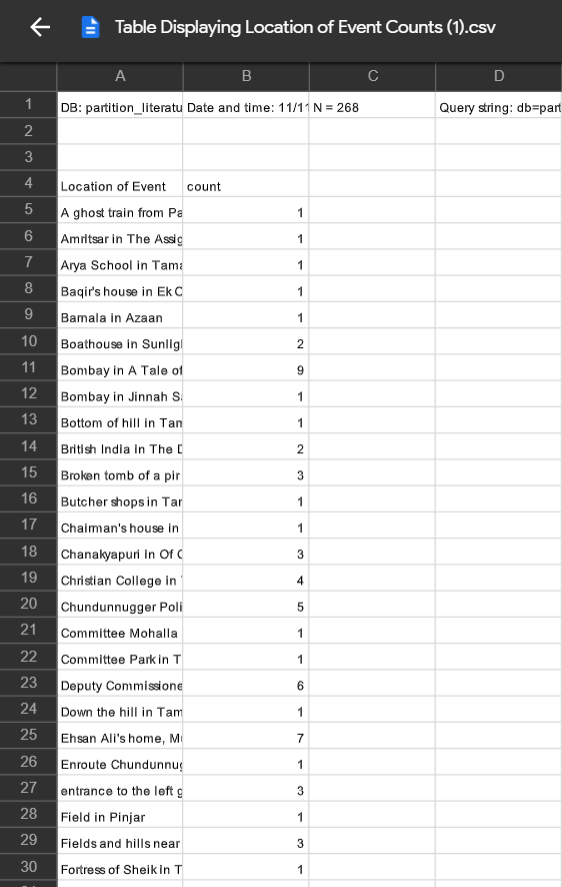 Table Displaying Location of Event Counts (1).csv
A B C D
1 DB: partition_literatu Date and time: 11/11 N = 268 Query string: db=part
2
3
4 Location of Event count
5 A ghost train from Pa 1
6 Amritsar in The Assig 1
7 Arya School in Tama 1
8 Baqir's house in Ek C 1
9 Barnala in Azaan 1
10 Boathouse in Sunligl 2
11 Bombay in A Tale of 9
12 Bombay in Jinnah S 1
13 Bottom of hill in Tam 1
14 British India in The D 2
15 Broken tomb of a pir 3
16 Butcher shops in Tar 1
17 Chairman's house in 1
18 Chanakyapuri in Of C 3
19 Christian College in 4
20 Chundunnugger Poli 5
21 Committee Mohalla 1
22 Committee Park in T 1
23 Deputy Commissione 6
24 Down the hill in Tam 1
25 Ehsan Ali's home, M 7
26 Enroute Chundunnug 1
27 entrance to the left g 3
28 Field in Pinjar 1
29 Fields and hills near 3
30 Fortress of Sheik In T 1